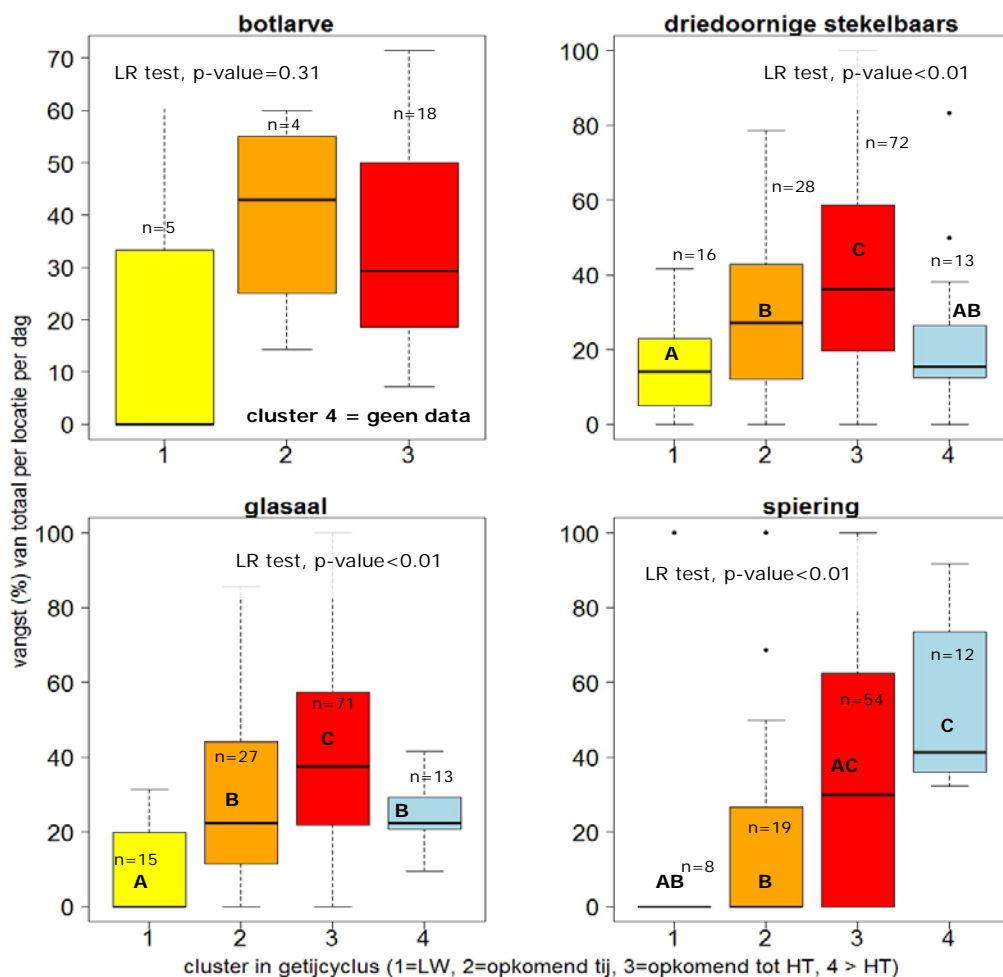 botlarve
LR test, p-value=0.31
n=5
n=4
n=18
cluster 4 = geen data
0
10
20
30
40
50
60
70
1
2
3
driedoornige stekelbaars
LR test, p-value<0.01
n=16
n=28
n=72
n=13
A
B
C
AB
0
20
40
60
80
100
1
2
3
4
glasaal
LR test, p-value<0.01
n=15
n=27
n=71
n=13
A
B
C
B
0
20
40
60
80
100
1
2
3
4
spiering
LR test, p-value<0.01
n=8
n=19
n=54
n=12
AB
B
AC
C
0
20
40
60
80
100
1
2
3
4
vangst (%) van totaal per locatie per dag
cluster in getijcyclus (1=LW, 2=opkomend tij, 3=opkomend tot HT, 4 > HT)